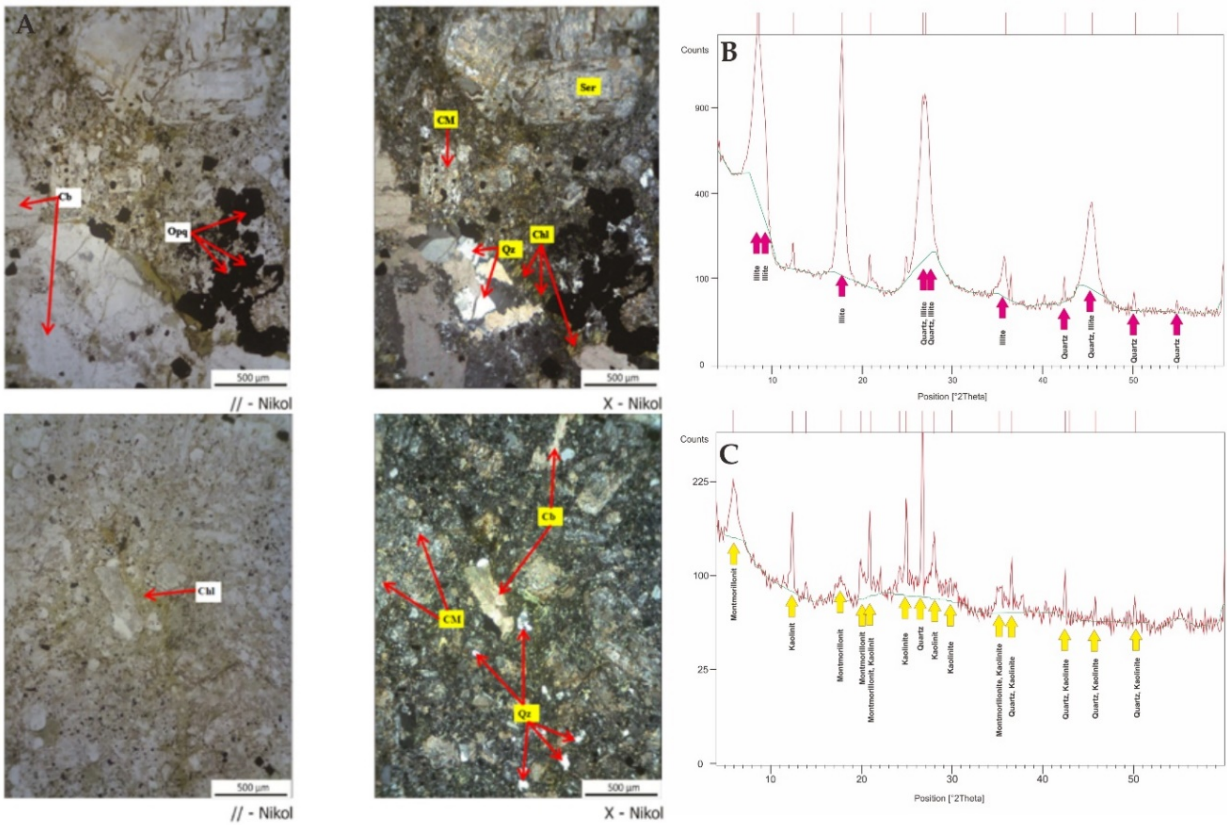 A
Cb
Opq
500 µm
// - Nikol
Ser
CM
Qz
Chl
500 µm
X - Nikol
Chl
500 µm
// - Nikol
Cb
CM
Qz
500 µm
X - Nikol
B
Counts
900
400
100
0
10
20
30
40
50
Position [°2Theta]
Illite
Illite
Illite
Quartz, Illite
Quartz, Illite
Illite
Quartz
Quartz, Illite
Quartz
Quartz
C
Counts
225
100
25
0
10
20
30
40
50
Position [°2Theta]
Montmorillonit
Kaolinit
Montmorillonit
Montmorillonit
Montmorillonit, Kaolinit
Kaolinite
Quartz
Kaolinit
Kaolinite
Montmorillonite, Kaolinite
Quartz, Kaolinite
Quartz, Kaolinite
Quartz, Kaolinite
Quartz, Kaolinite